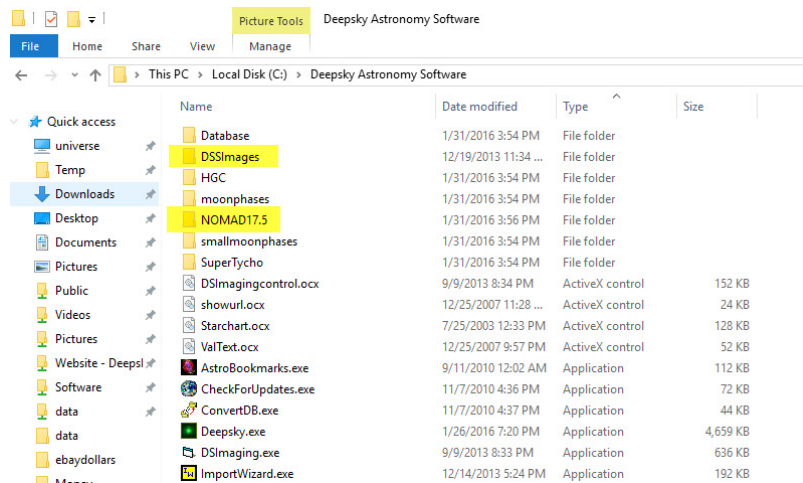 Picture Tools Deepsky Astronomy Software
File Home Share View Manage
This PC > Local Disk (C:) > Deepsky Astronomy Software
Name Date modified Type Size
Quick access
universe
Temp
Downloads
Desktop
Documents
Pictures
Public
Videos
Pictures
Website - Deepsl
Software
data
data
ebaydollars
Database 1/31/2016 3:54 PM File folder
DSSImages 12/19/2013 11:34 ... File folder
HGC 1/31/2016 3:54 PM File folder
moonphases 1/31/2016 3:54 PM File folder
NOMAD17.5 1/31/2016 3:56 PM File folder
smallmoonphases 1/31/2016 3:54 PM File folder
SuperTycho 1/31/2016 3:54 PM File folder
DSImagingcontrol.ocx 9/9/2013 8:34 PM ActiveX control 152 KB
showurl.ocx 12/25/2007 11:28 ... ActiveX control 24 KB
Starchart.ocx 7/25/2003 12:33 PM ActiveX control 128 KB
ValText.ocx 12/25/2007 9:57 PM ActiveX control 52 KB
AstroBookmarks.exe 9/11/2010 12:02 AM Application 112 KB
CheckForUpdates.exe 11/7/2010 4:36 PM Application 72 KB
ConvertDB.exe 11/7/2010 4:37 PM Application 44 KB
Deepsky.exe 1/26/2016 7:20 PM Application 4,659 KB
DSImaging.exe 9/9/2013 8:33 PM Application 636 KB
ImportWizard.exe 12/14/2013 5:24 PM Application 192 KB